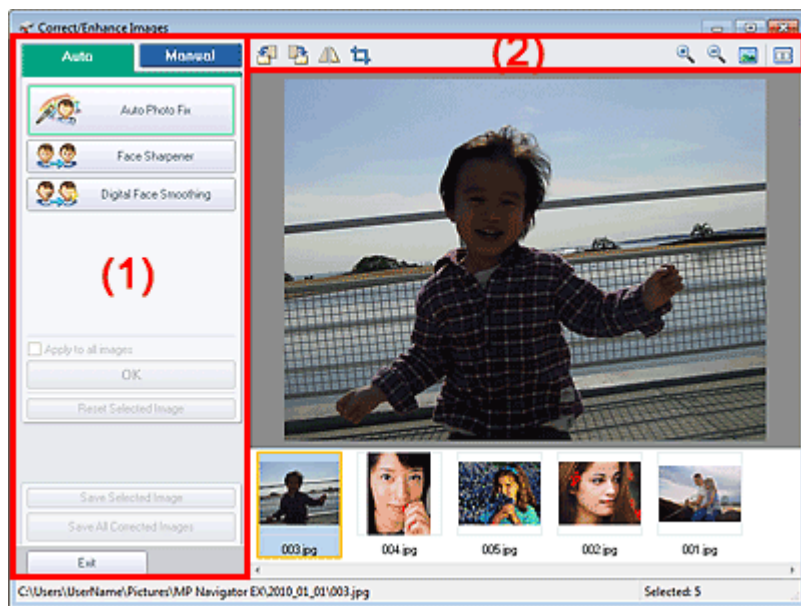 Correct/Enhance Images
Auto
Manual
(2)
Auto Photo Fix
Face Sharpener
Digital Face Smoothing
(1)
Apply to all images
OK
Reset Selected Image
Save Selected Image
Save All Corrected Images
Exit
003.jpg
004.jpg
005.jpg
002.jpg
001.jpg
C:\Users\UserName\Pictures\MP Navigator EX\2010_01_01\003.jpg
Selected: 5